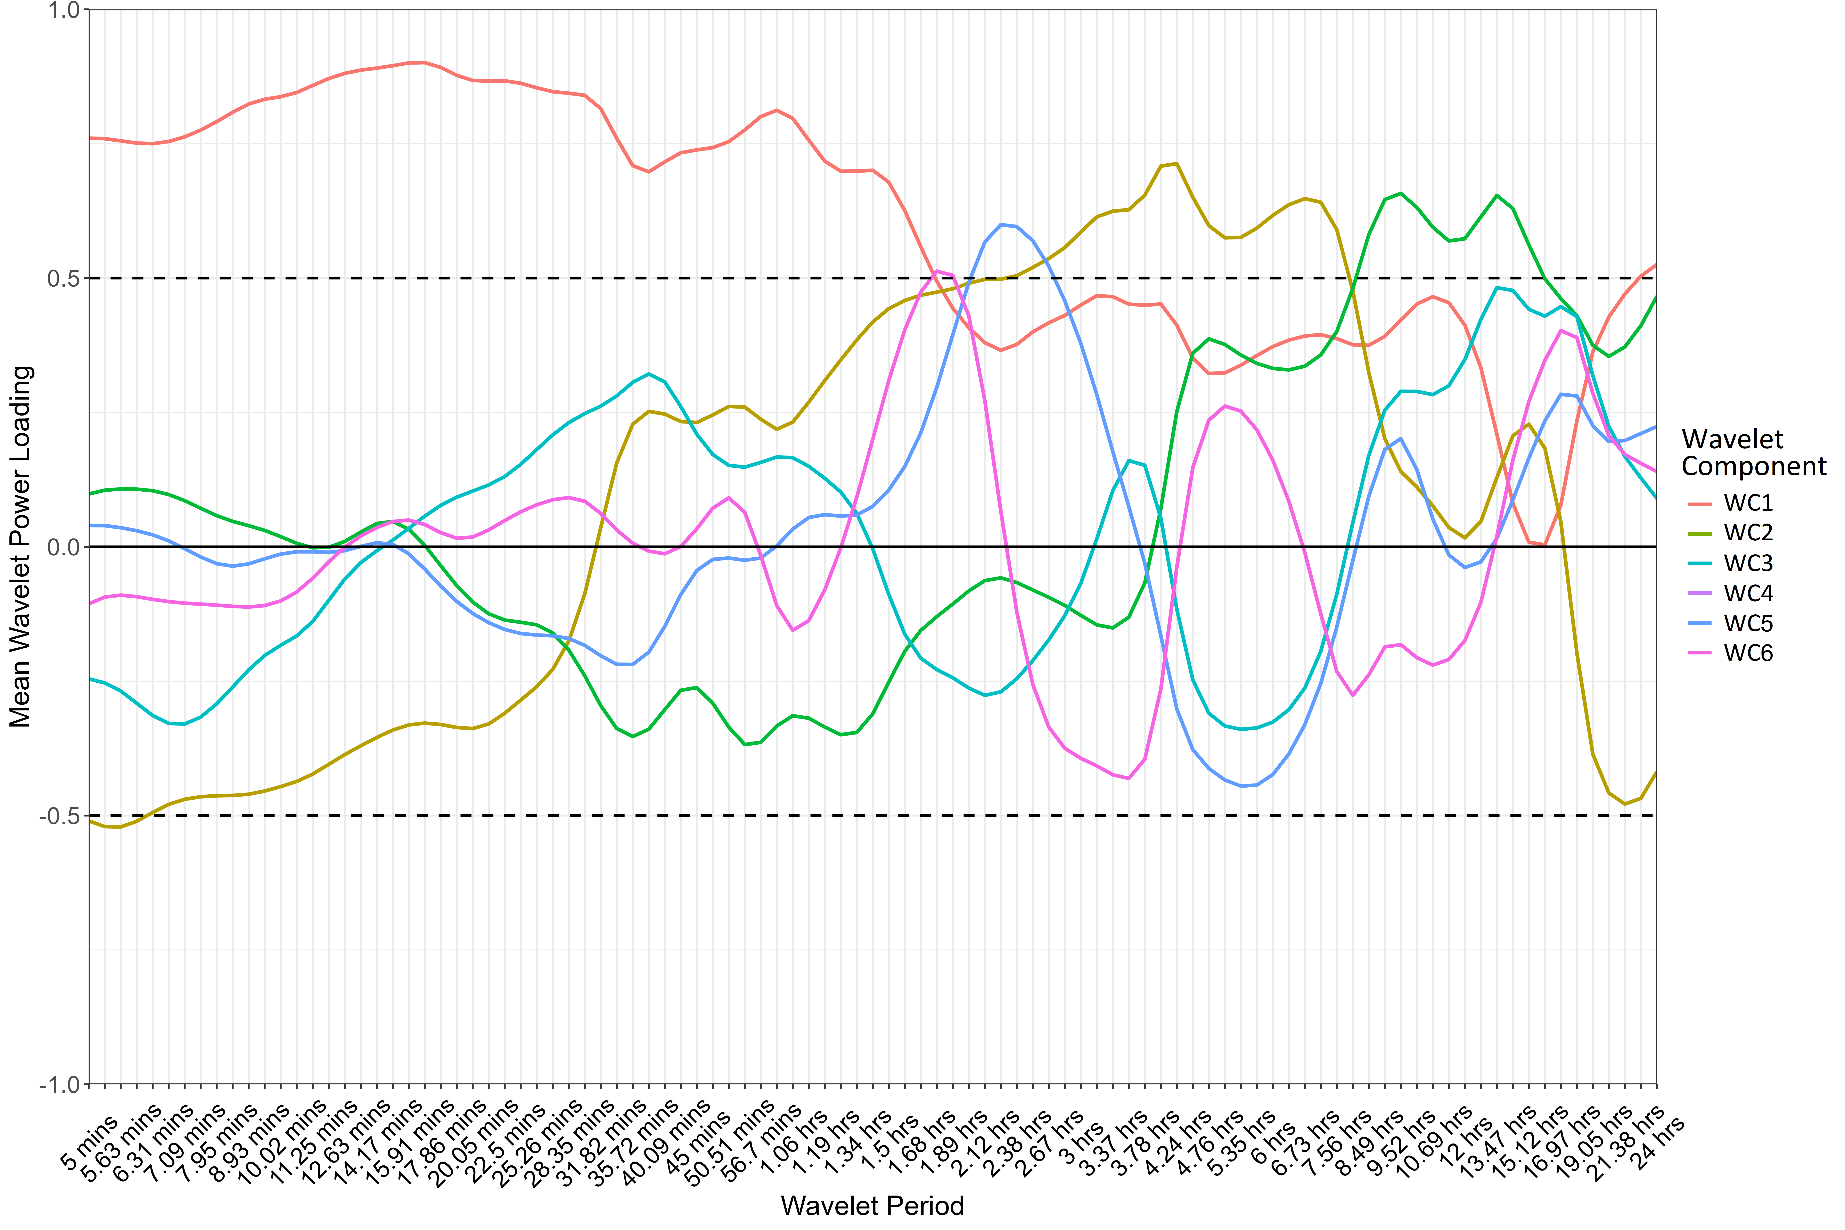 1.0
0.5
0.0
-0.5
-1.0
Mean Wavelet Power Loading
5 mins
5.63 mins
6.31 mins
7.09 mins
7.95 mins
8.93 mins
10.02 mins
11.25 mins
12.63 mins
14.17 mins
15.91 mins
17.86 mins
20.05 mins
22.5 mins
25.26 mins
28.35 mins
31.82 mins
35.72 mins
40.09 mins
45 mins
50.51 mins
56.7 mins
1.06 hrs
1.19 hrs
1.34 hrs
1.5 hrs
1.68 hrs
1.89 hrs
2.12 hrs
2.38 hrs
2.67 hrs
3 hrs
3.37 hrs
3.78 hrs
4.24 hrs
4.76 hrs
5.35 hrs
6 hrs
6.73 hrs
7.56 hrs
8.49 hrs
9.52 hrs
10.69 hrs
12 hrs
13.47 hrs
15.12 hrs
16.97 hrs
19.05 hrs
21.38 hrs
24 hrs
Wavelet Period
Wavelet
Component
WC1
WC2
WC3
WC4
WC5
WC6